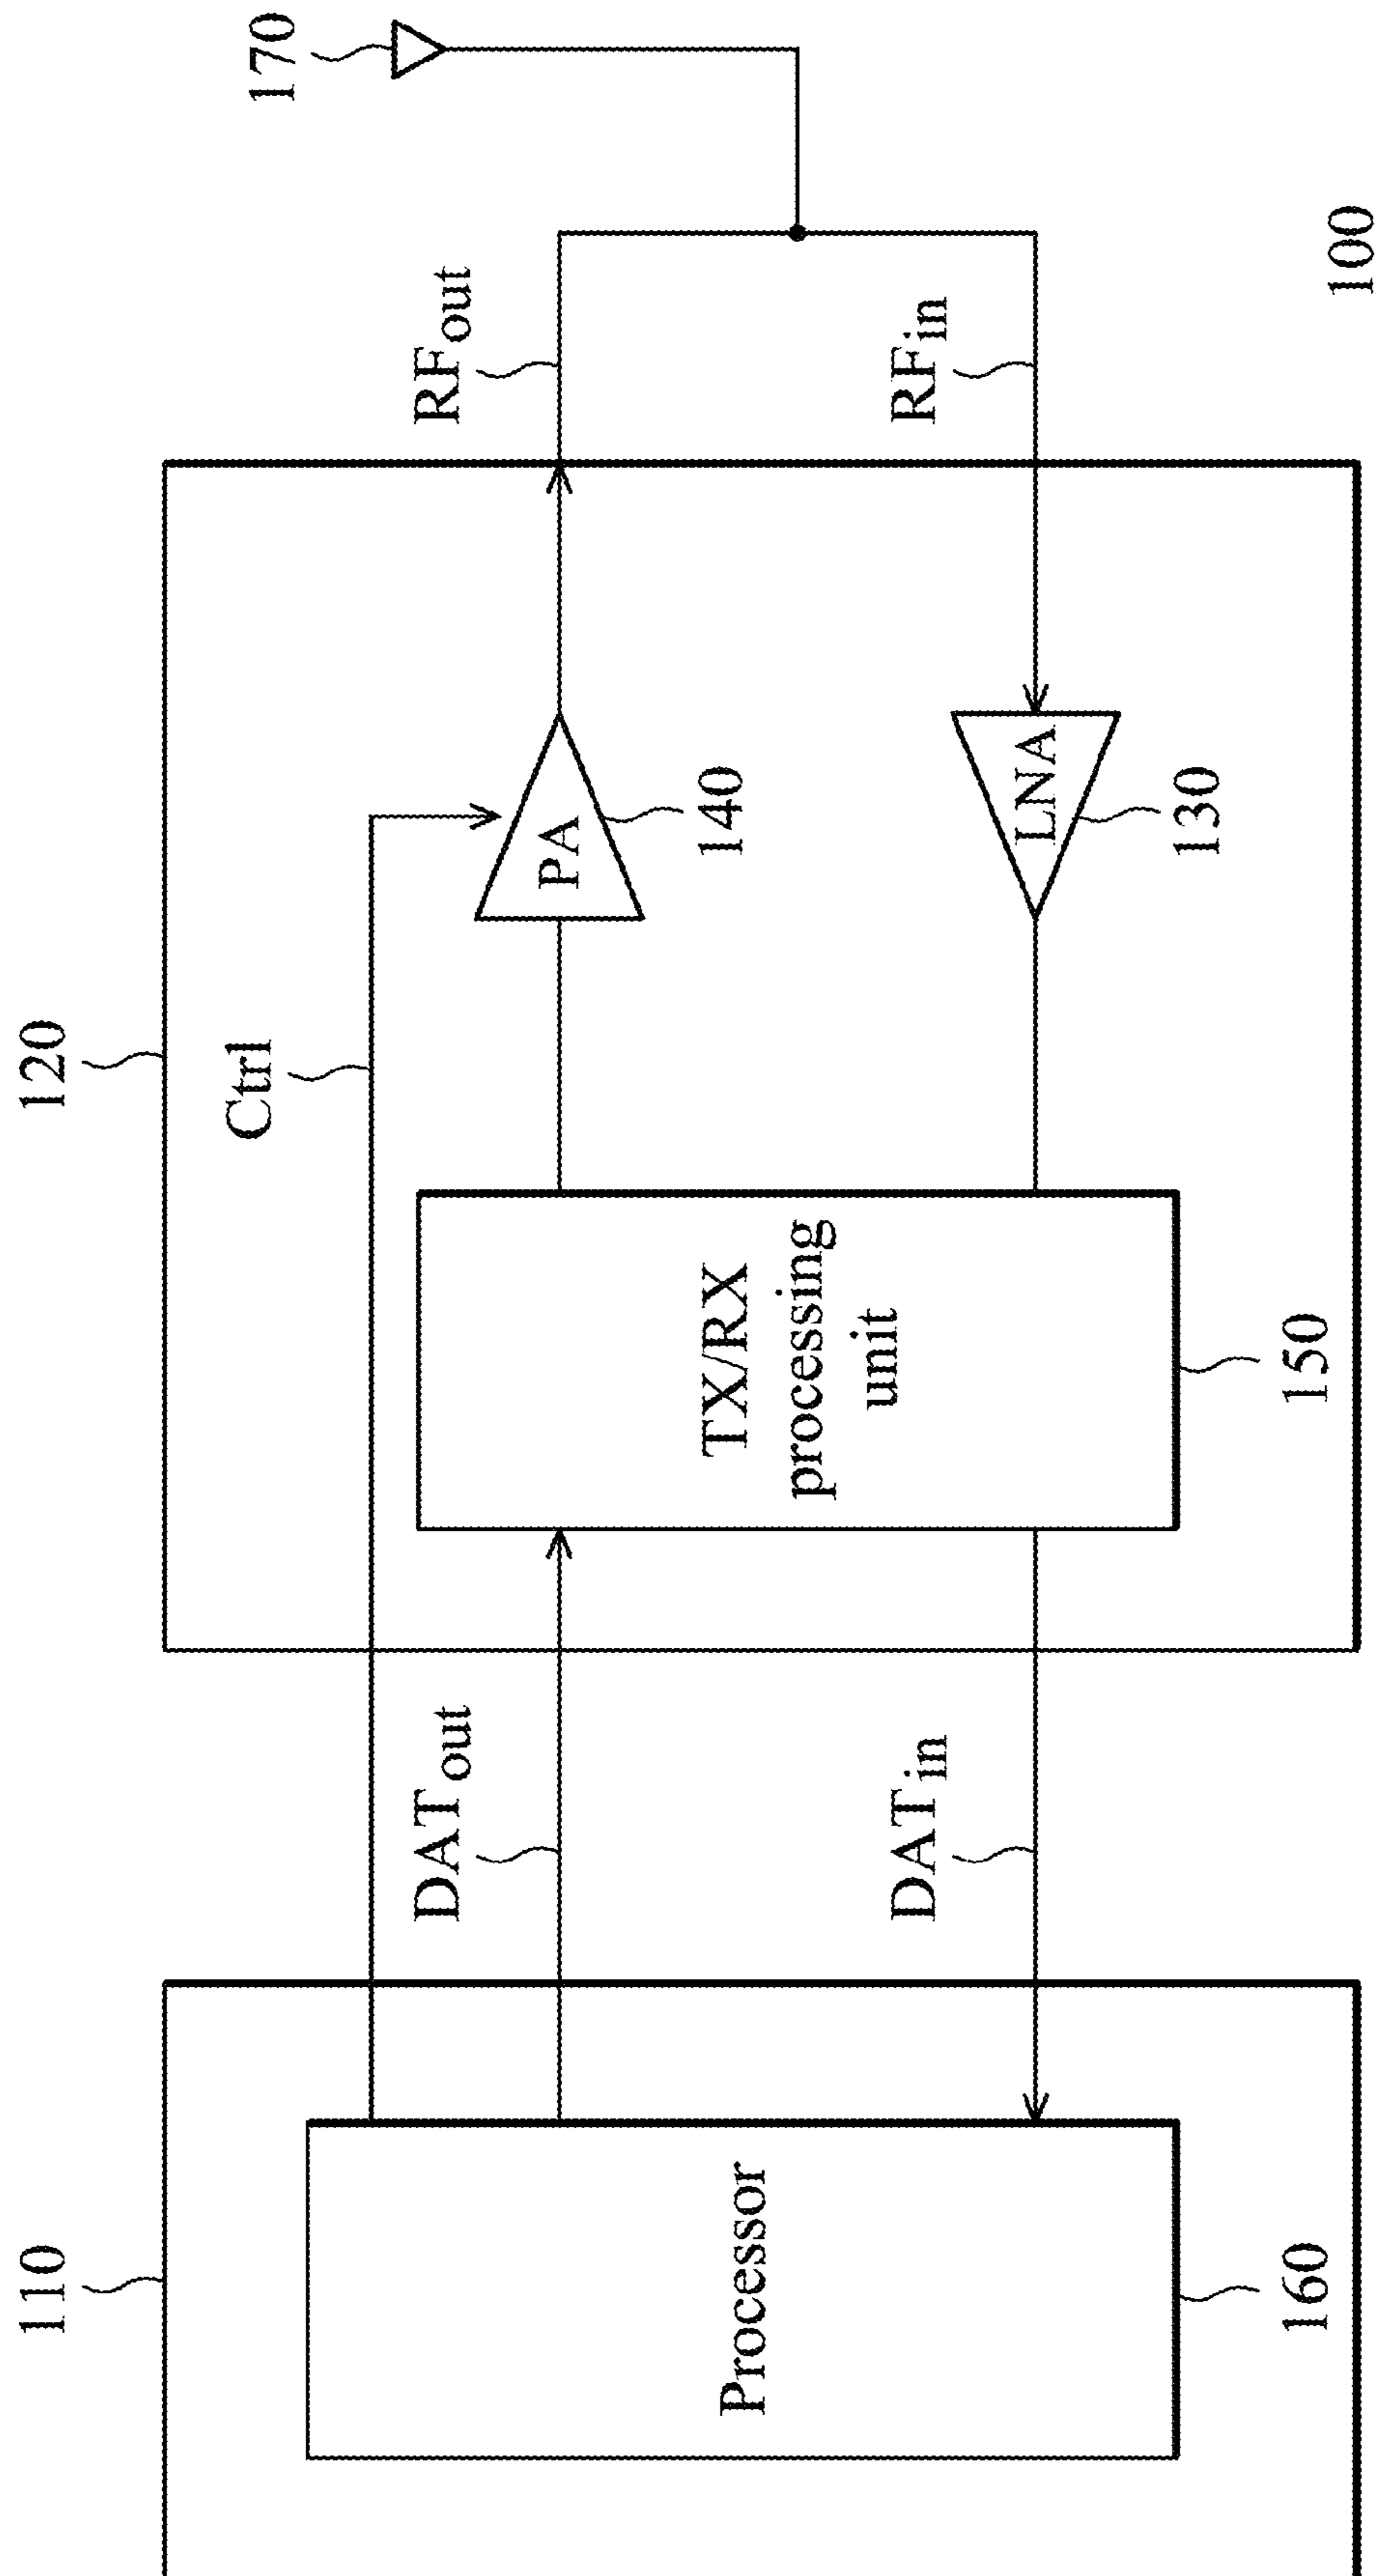 110
120
170
Ctrl
DATout
RFout
PA
140
Processor
TX/RX
processing
unit
DATin
RFin
LNA
130
160
150
100